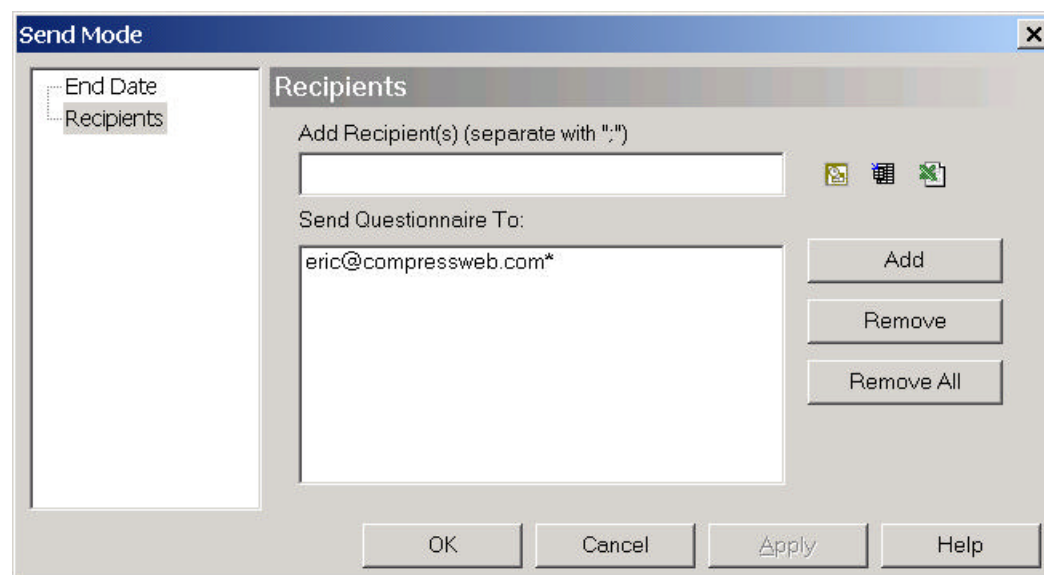 Send Mode
End Date
Recipients
Recipients
Add Recipient(s) (separate with ";")
Send Questionnaire To:
eric@compressweb.com*
Add
Remove
Remove All
OK
Cancel
Apply
Help